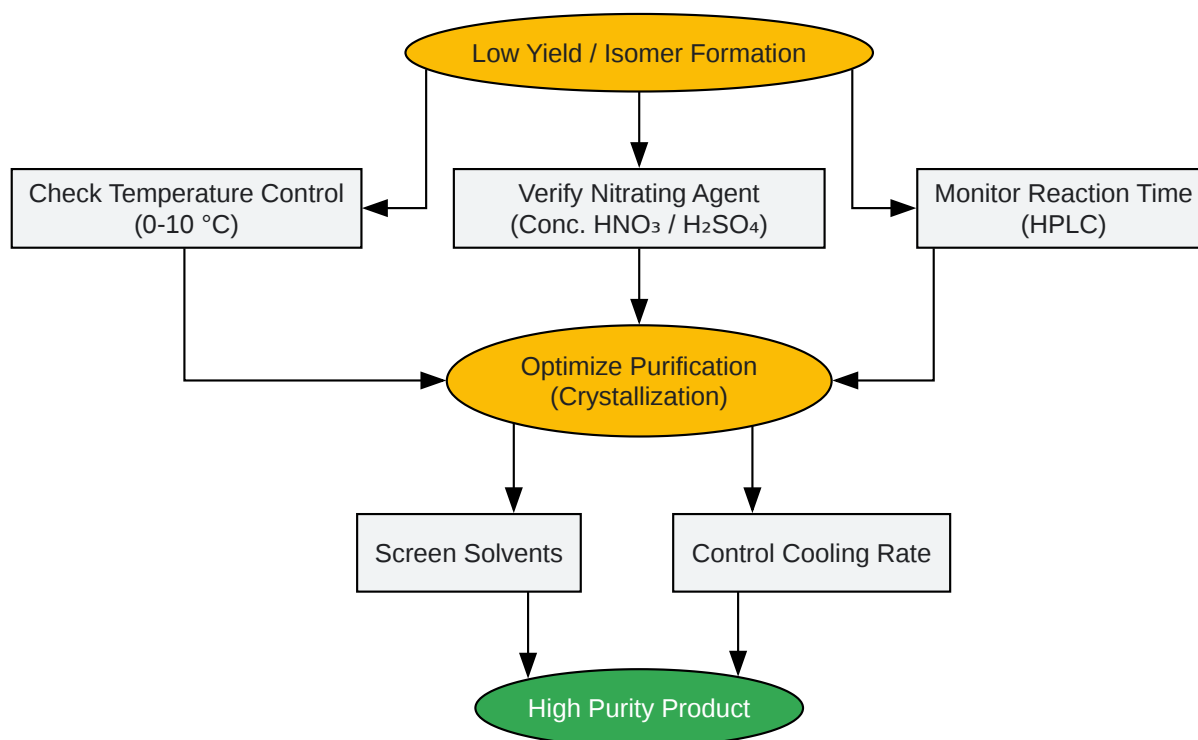 Low Yield / Isomer Formation
Check Temperature Control
(0-10 °C)
Verify Nitrating Agent
(Conc. HNO₃ / H₂SO₄)
Monitor Reaction Time
(HPLC)
Optimize Purification
(Crystallization)
Screen Solvents
Control Cooling Rate
High Purity Product